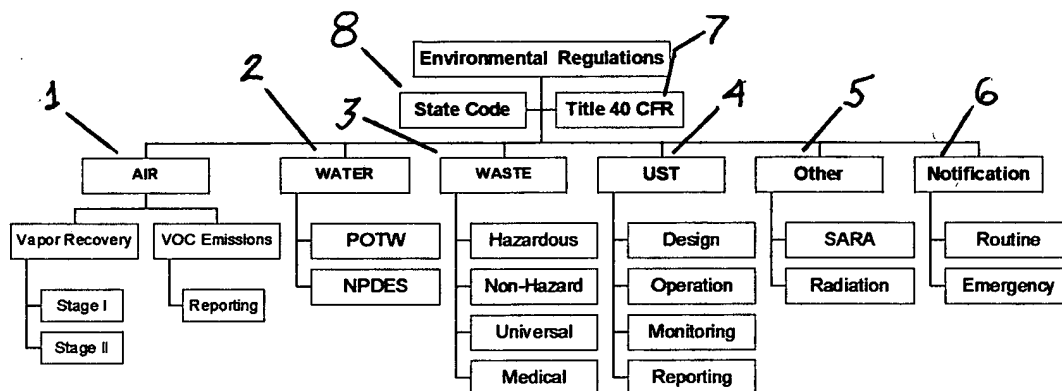 8
7
Environmental Regulations
1
2
3
State Code
Title 40 CFR
4
5
6
AIR
WATER
WASTE
UST
Other
Notification
Vapor Recovery
VOC Emissions
POTW
Hazardous
Design
SARA
Routine
NPDES
Non-Hazard
Operation
Radiation
Emergency
Stage I
Reporting
Universal
Monitoring
Stage II
Medical
Reporting